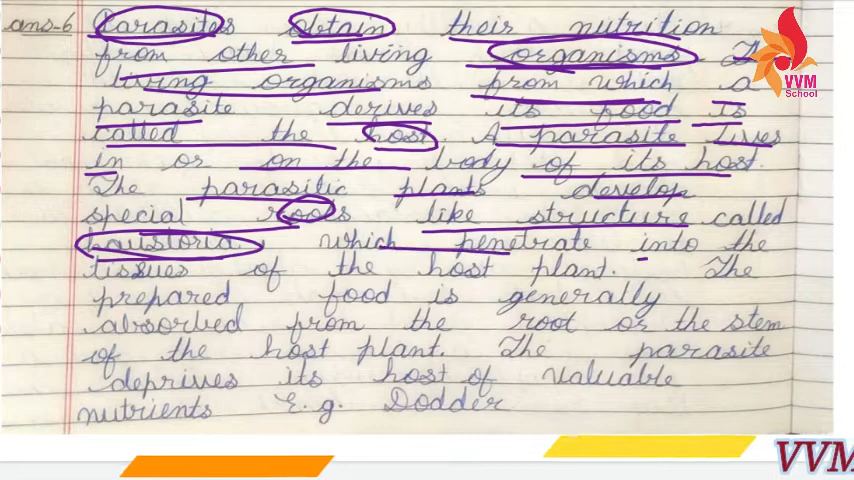 ans-6 Parasites obtain their nutrition
from other living organisms. The
living organisms from which a
parasite derives its food Is
called the host. A parasite Lives
in or on the body of its host.
The parasitic plants develop
special roots like structure called
haustoria, which penetrate into the
tissues of the host plant. The
prepared food is generally
absorbed from the root or the stem
of the host plant. The parasite
deprives its host of valuable
nutrients E.g. Dodder
VVM
School
VVM